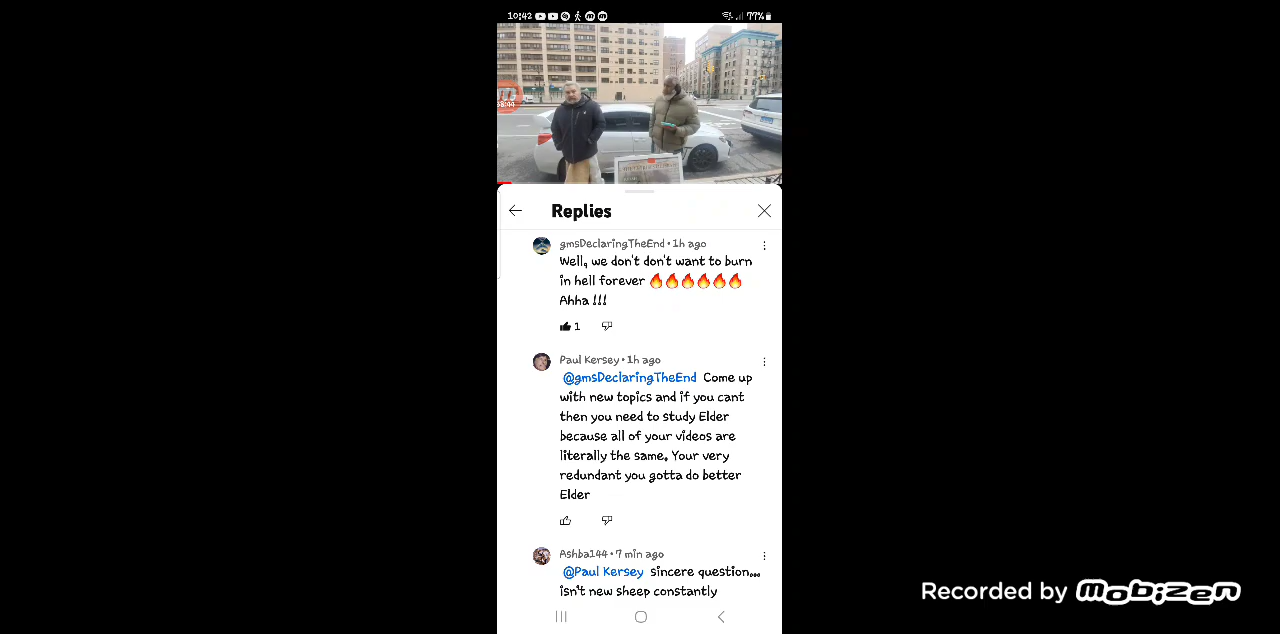 10:42
77%
Replies
gmsDeclaringTheEnd • 1h ago
Well, we don't don't want to burn
in hell forever 🔥🔥🔥🔥🔥🔥
Ahha !!!
1
Paul Kersey • 1h ago
@gmsDeclaringTheEnd Come up
with new topics and if you cant
then you need to study Elder
because all of your videos are
literally the same. Your very
redundant you gotta do better
Elder
Ashba144 • 7 min ago
@Paul Kersey sincere question...
isn't new sheep constantly
Recorded by mobizen